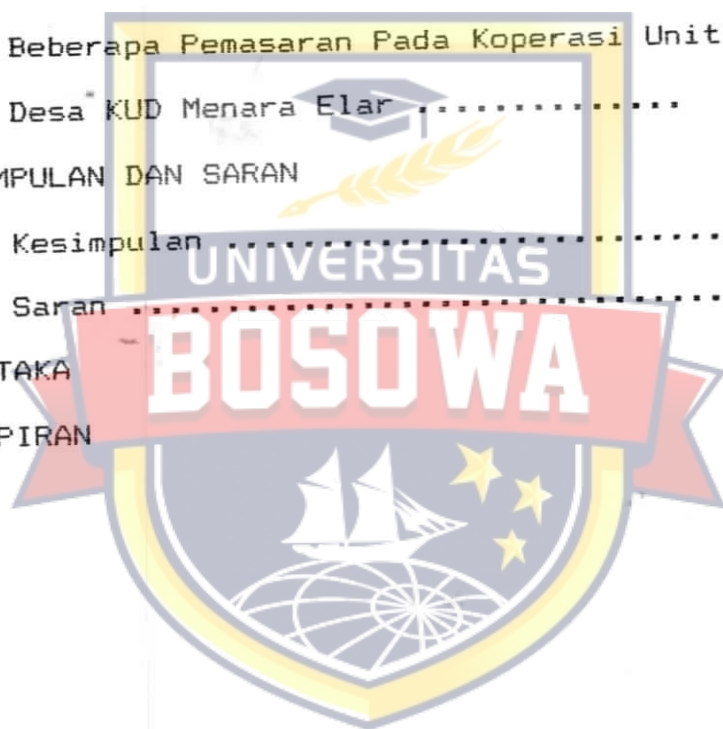 Beberapa Pemasaran Pada Koperasi Unit
Desa KUD Menara Elar ..............
MPULAN DAN SARAN
Kesimpulan .........................
UNIVERSITAS
Saran ..............................
BOSOWA
TAKA
PIRAN